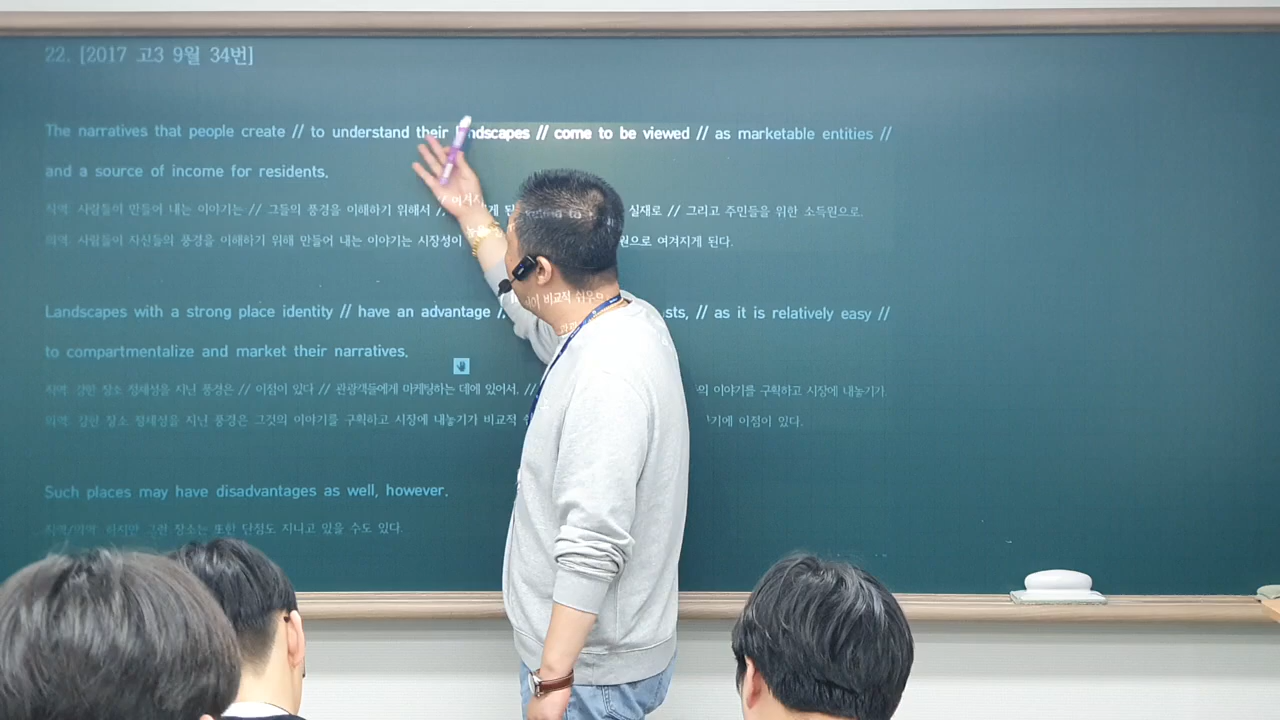 22. [2017 고3 9월 34번]
The narratives that people create // to understand their landscapes // come to be viewed // as marketable entities //
and a source of income for residents.
직역: 사람들이 만들어 내는 이야기는 // 그들의 풍경을 이해하기 위해서 // 여겨지게 실재로 // 그리고 주민들을 위한 소득원으로.
의역: 사람들이 자신들의 풍경을 이해하기 위해 만들어 내는 이야기는 시장성이 원으로 여겨지게 된다.
Landscapes with a strong place identity // have an advantage // sts, // as it is relatively easy //
to compartmentalize and market their narratives.
직역: 강한 장소 정체성을 지닌 풍경은 // 이점이 있다 // 관광객들에게 마케팅하는 데에 있어서, // 의 이야기를 구획하고 시장에 내놓기가
의역: 강한 장소 정체성을 지닌 풍경은 그것의 이야기를 구획하고 시장에 내놓기가 비교적 기에 이점이 있다.
Such places may have disadvantages as well, however.
직역/의역: 하지만 그런 장소는 또한 단점도 지니고 있을 수도 있다.